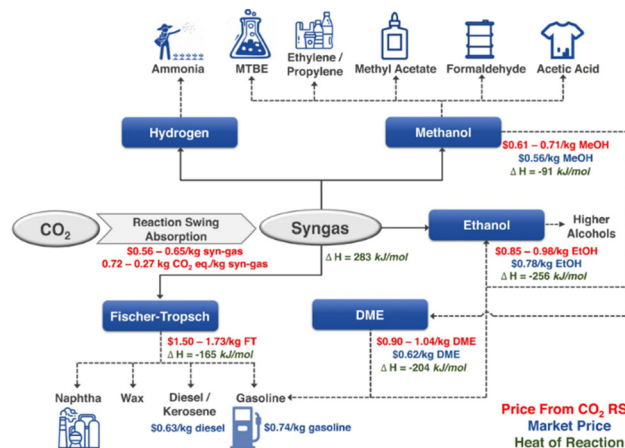 Ammonia
MTBE
Ethylene /
Propylene
Methyl Acetate
Formaldehyde
Acetic Acid
Hydrogen
Methanol
$0.61 – 0.71/kg MeOH
$0.56/kg MeOH
Δ H = -91 kJ/mol
CO2
Reaction Swing
Absorption
Syngas
Ethanol
Higher
Alcohols
$0.56 – 0.65/kg syn-gas
0.72 – 0.27 kg CO2 eq./kg syn-gas
Δ H = 283 kJ/mol
$0.85 – 0.98/kg EtOH
$0.78/kg EtOH
Δ H = -256 kJ/mol
Fischer-Tropsch
DME
$1.50 – 1.73/kg FT
Δ H = -165 kJ/mol
$0.90 – 1.04/kg DME
$0.62/kg DME
Δ H = -204 kJ/mol
Naphtha
Wax
Diesel /
Kerosene
Gasoline
$0.63/kg diesel
$0.74/kg gasoline
Price From CO2 RS
Market Price
Heat of Reaction